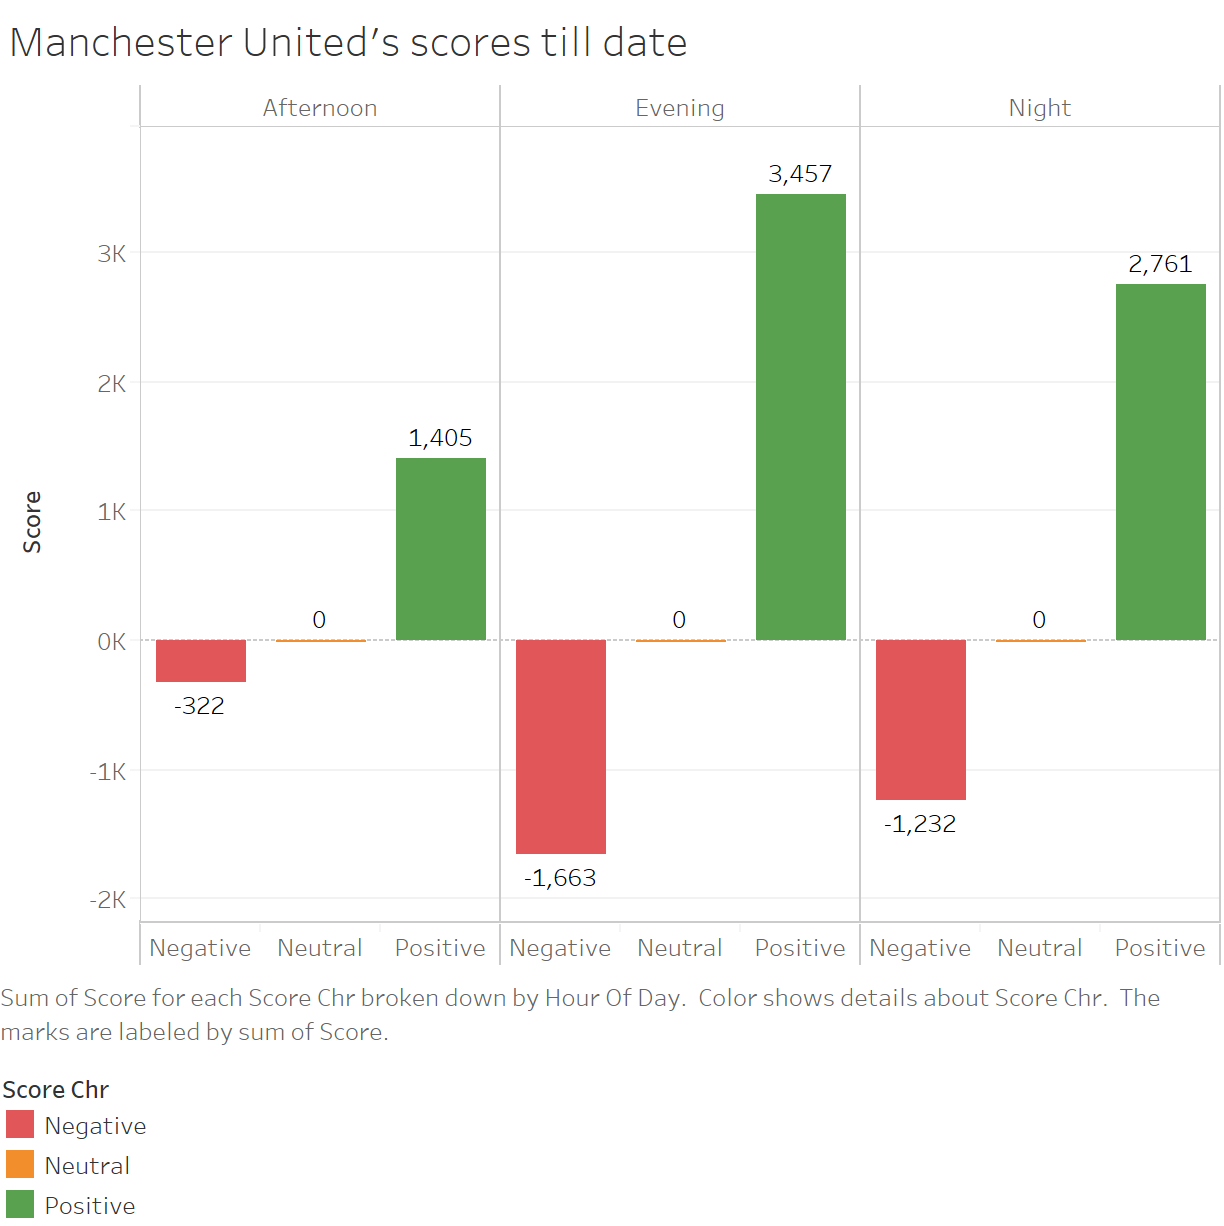 Manchester United's scores till date
Afternoon Evening Night
3,457
3K
2,761
2K
1,405
1K
Score
0 0 0
0K
-322
-1K
-1,232
-1,663
-2K
Negative Neutral Positive Negative Neutral Positive Negative Neutral Positive
Sum of Score for each Score Chr broken down by Hour Of Day.  Color shows details about Score Chr.  The
marks are labeled by sum of Score.
Score Chr
Negative
Neutral
Positive